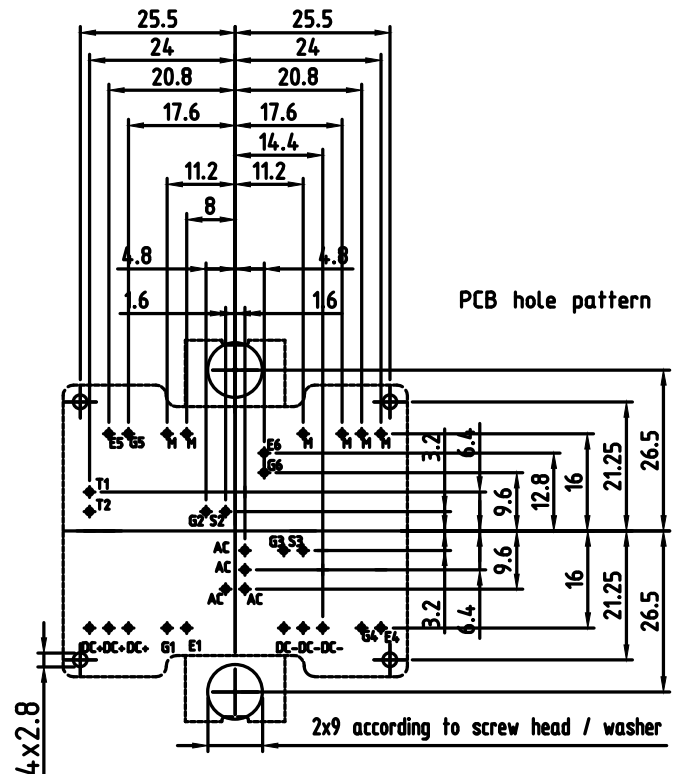 25.5 25.5
24 24
20.8 20.8
17.6 17.6
14.4
11.2 11.2
8
4.8 4.8
1.6 1.6
PCB hole pattern
E5 G5 M M M M M M
E6
G6
T1
T2
G2 S2
3.2 6.4 9.6 12.8 16 21.25 26.5
AC G3 S3
AC
AC AC
3.2 6.4 9.6 16 21.25 26.5
DC+ DC+ DC+ G1 E1 DC- DC- DC- G4 E4
4x2.8
2x9 according to screw head / washer